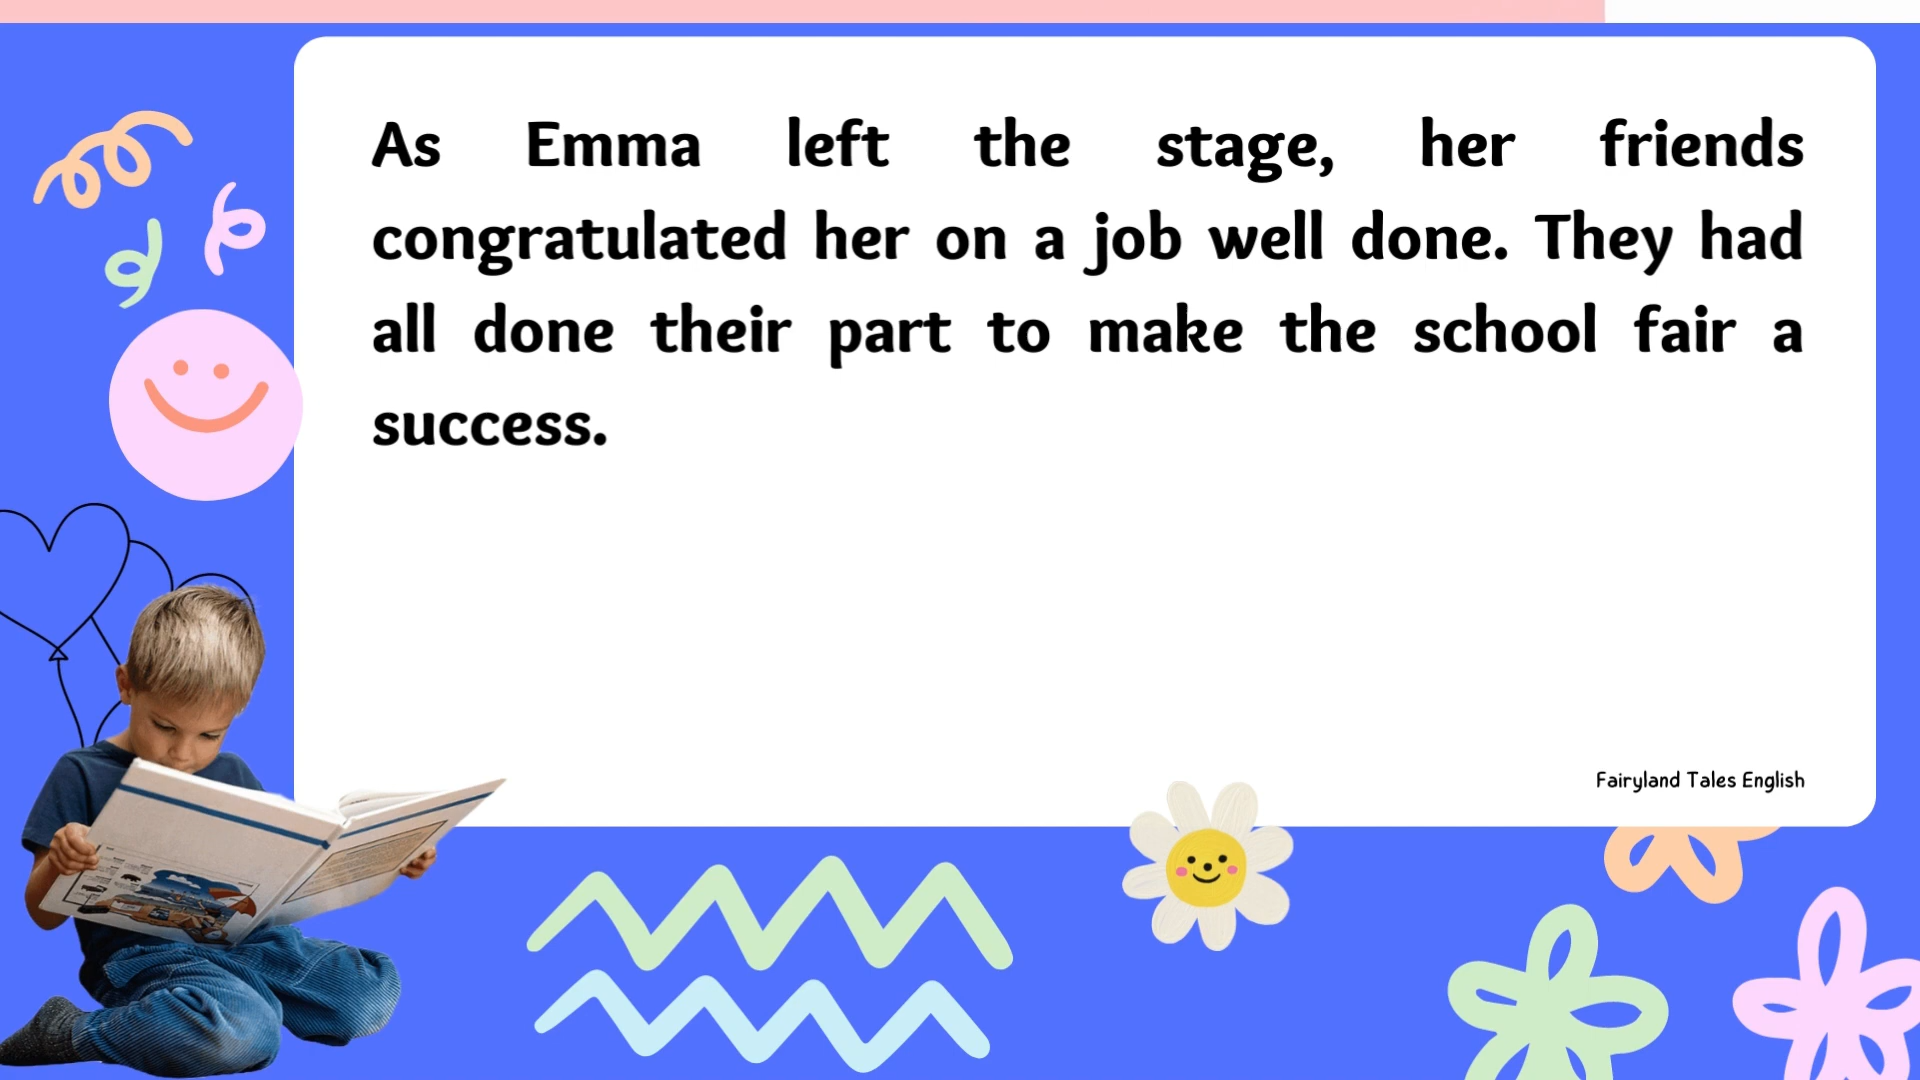 As Emma left the stage, her friends
congratulated her on a job well done. They had
all done their part to make the school fair a
success.
Fairyland Tales English